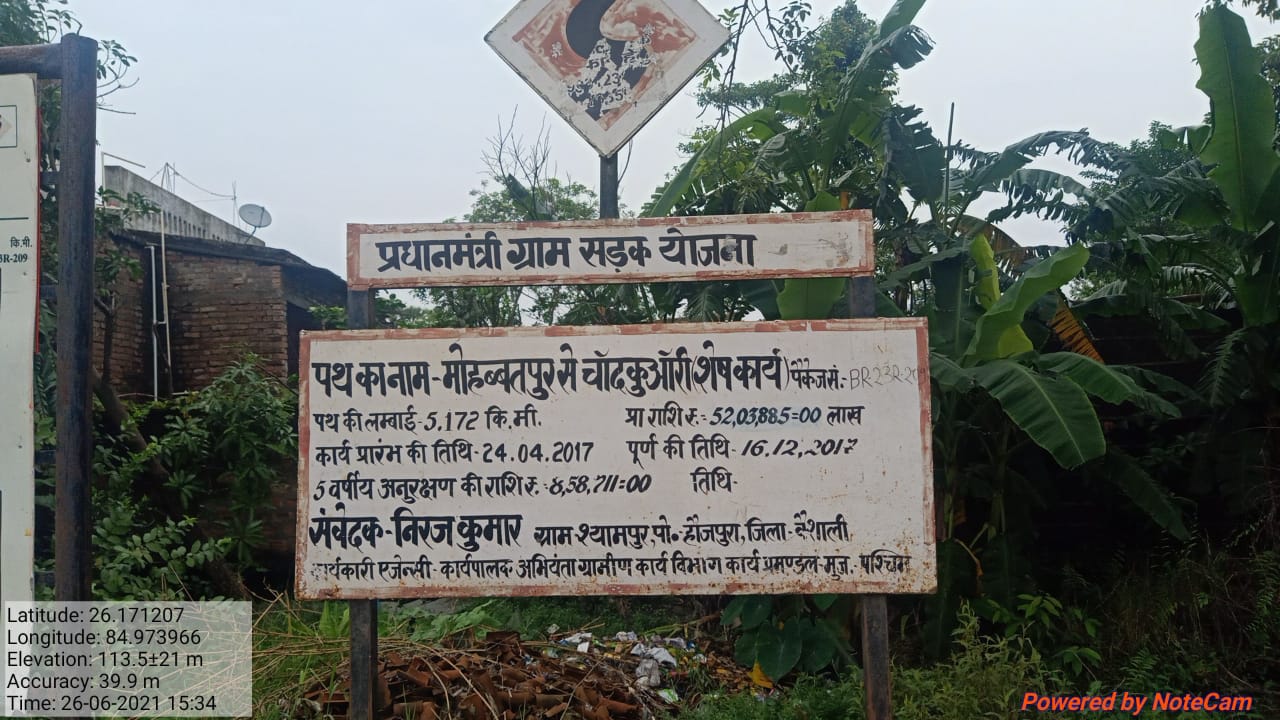 प्रधानमंत्री ग्राम सड़क योजना
पथ का नाम-मोहब्बतपुर से चाँदकुआँरी(शेष कार्य) पैकेज सं.-BR23R-209
पथ की लम्बाई-5.172 कि.मी. प्रा राशि रु.-52,03,885=00 लाख
कार्य प्रारंभ की तिथि-24.04.2017 पूर्ण की तिथि-16.12.2017
5 वर्षीय अनुरक्षण की राशि रु.-8,58,711=00 तिथि-
संवेदक-निरज कुमार ग्राम श्यामपुर, पो॰ हौजपुरा, जिला-वैशाली
कार्यकारी एजेन्सी-कार्यपालक अभियंता ग्रामीण कार्य विभाग कार्य प्रमण्डल-मुज. पश्चिम
कि.मी.
BR-209
Latitude: 26.171207
Longitude: 84.973966
Elevation: 113.5±21 m
Accuracy: 39.9 m
Time: 26-06-2021 15:34
Powered by NoteCam